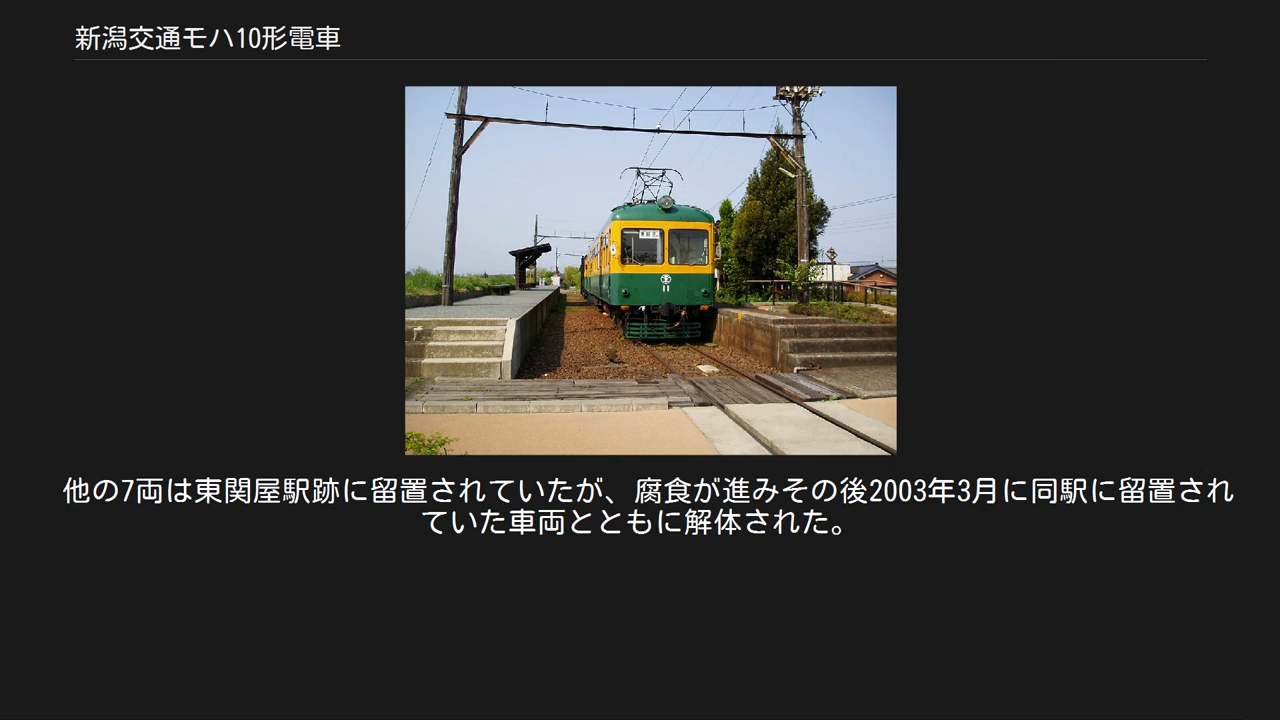 新潟交通モハ10形電車
11
他の7両は東関屋駅跡に留置されていたが、腐食が進みその後2003年3月に同駅に留置され
ていた車両とともに解体された。